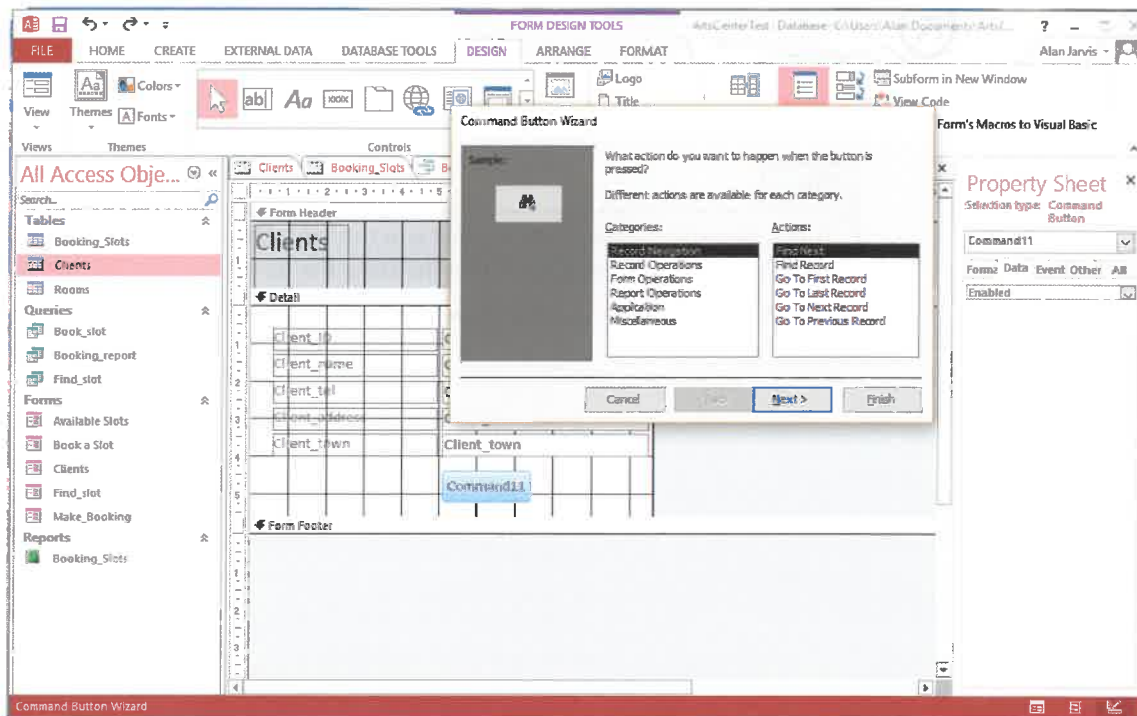 FORM DESIGN TOOLS
ArtsCenterTest : Database-
?
FILE HOME CREATE EXTERNAL DATA DATABASE TOOLS DESIGN ARRANGE FORMAT
Alan Jarvis
View
Themes
Aa
Colors
A Fonts
ab|
Aa
XXXX
Logo
Title
Subform in New Window
View Code
Form's Macros to Visual Basic
Views
Themes
Controls
All Access Obje...
Search...
Tables
Booking_Slots
Clients
Rooms
Queries
Book_slot
Booking_report
Find_slot
Forms
Available Slots
Book a Slot
Clients
Find_slot
Make_Booking
Reports
Booking_Slots
Clients
Booking_Slots
Form Header
Clients
Detail
Client_ID
Client_name
Client_tel
Client_address
Client_town
Client_town
Command11
Form Footer
Command Button Wizard
Sample:
What action do you want to happen when the button is
pressed?
Different actions are available for each category.
Categories:
Record Navigation
Record Operations
Form Operations
Report Operations
Application
Miscellaneous
Actions:
Find Next
Find Record
Go To First Record
Go To Last Record
Go To Next Record
Go To Previous Record
Cancel
Next >
Finish
Property Sheet
Selection type: Command
Button
Command11
Data Event Other All
Enabled
Command Button Wizard